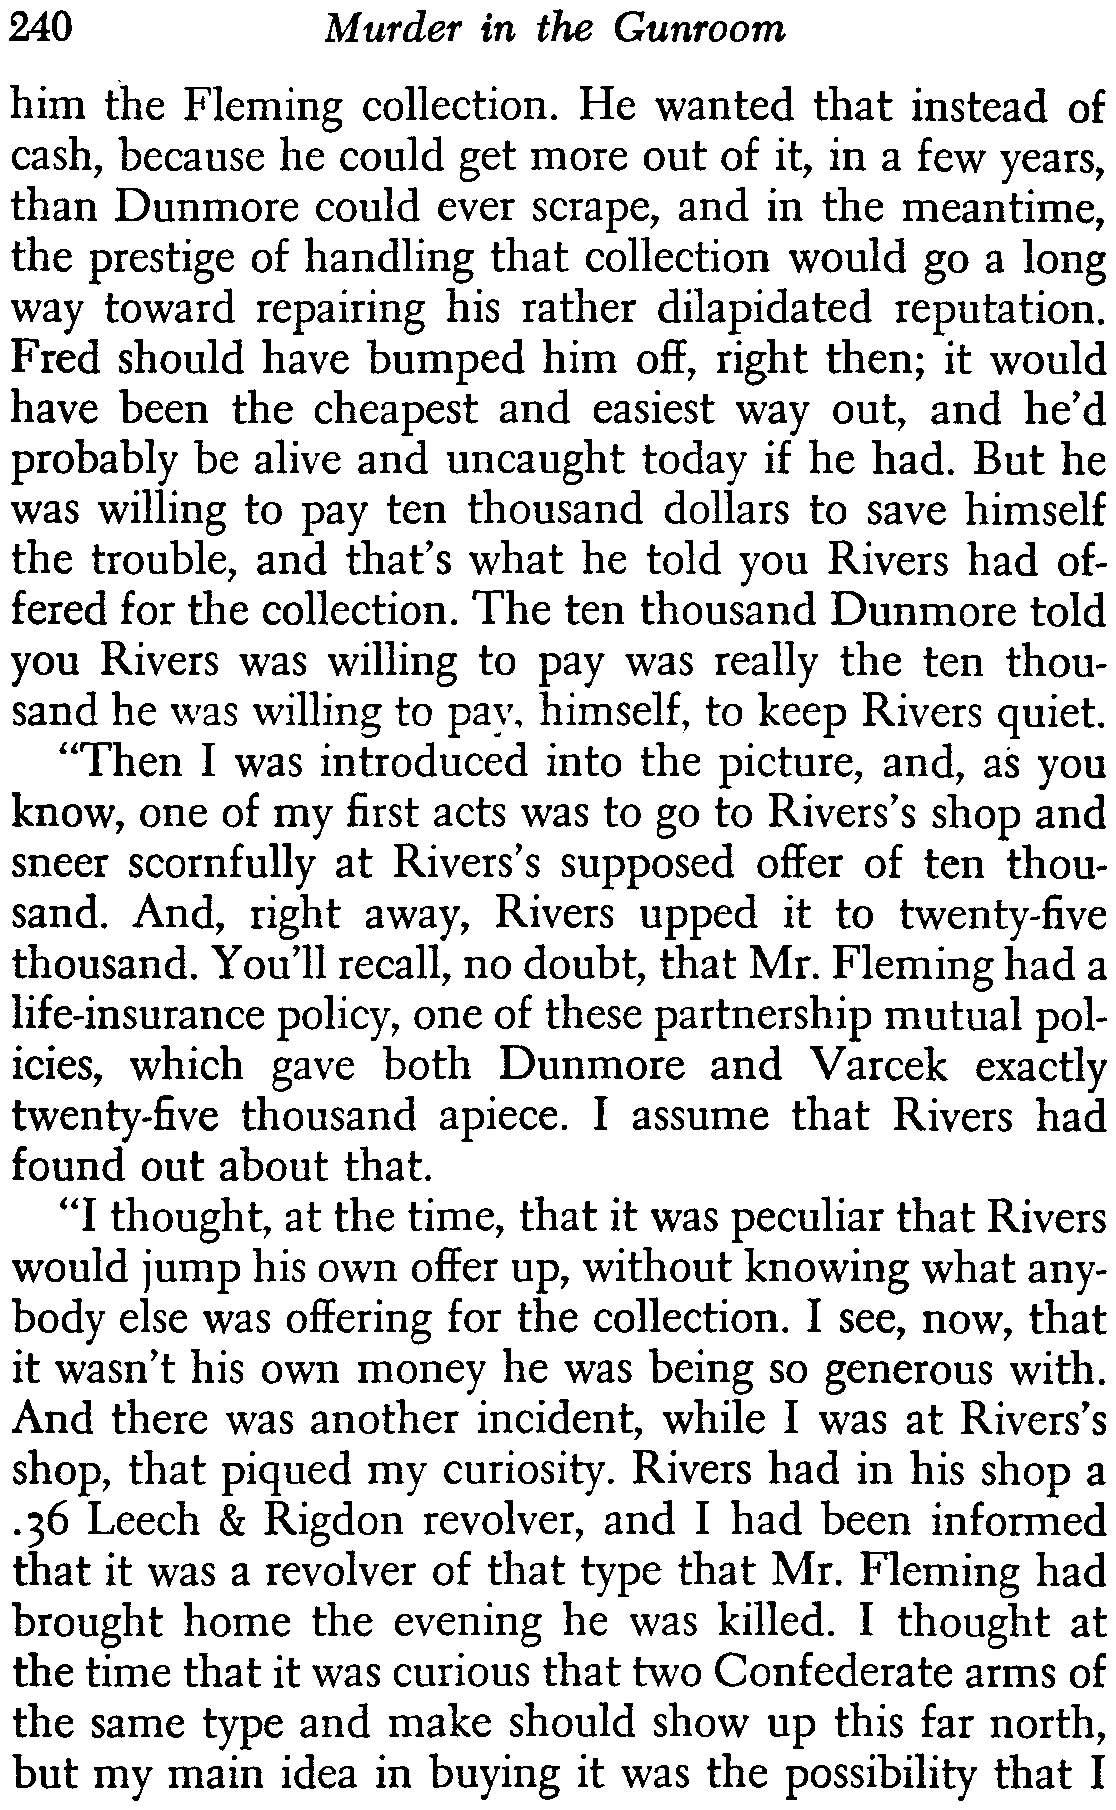 240 Murder in the Gunroom
him the Fleming collection. He wanted that instead of
cash, because he could get more out of it, in a few years,
than Dunmore could ever scrape, and in the meantime,
the prestige of handling that collection would go a long
way toward repairing his rather dilapidated reputation.
Fred should have bumped him off, right then; it would
have been the cheapest and easiest way out, and he'd
probably be alive and uncaught today if he had. But he
was willing to pay ten thousand dollars to save himself
the trouble, and that's what he told you Rivers had of-
fered for the collection. The ten thousand Dunmore told
you Rivers was willing to pay was really the ten thou-
sand he was willing to pay, himself, to keep Rivers quiet.
"Then I was introduced into the picture, and, as you
know, one of my first acts was to go to Rivers's shop and
sneer scornfully at Rivers's supposed offer of ten thou-
sand. And, right away, Rivers upped it to twenty-five
thousand. You'll recall, no doubt, that Mr. Fleming had a
life-insurance policy, one of these partnership mutual pol-
icies, which gave both Dunmore and Varcek exactly
twenty-five thousand apiece. I assume that Rivers had
found out about that.
"I thought, at the time, that it was peculiar that Rivers
would jump his own offer up, without knowing what any-
body else was offering for the collection. I see, now, that
it wasn't his own money he was being so generous with.
And there was another incident, while I was at Rivers's
shop, that piqued my curiosity. Rivers had in his shop a
.36 Leech & Rigdon revolver, and I had been informed
that it was a revolver of that type that Mr. Fleming had
brought home the evening he was killed. I thought at
the time that it was curious that two Confederate arms of
the same type and make should show up this far north,
but my main idea in buying it was the possibility that I